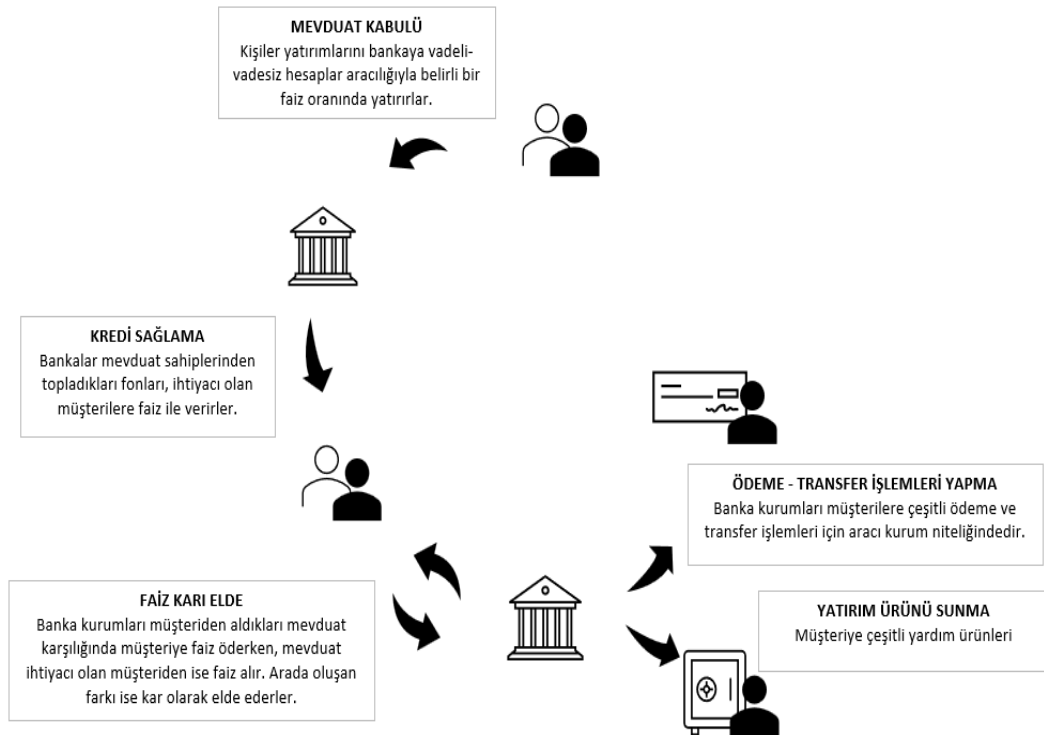 MEVDUAT KABULÜ
Kişiler yatırımlarını bankaya vadeli-
vadesiz hesaplar aracılığıyla belirli bir
faiz oranında yatırırlar.
KREDİ SAĞLAMA
Bankalar mevduat sahiplerinden
topladıkları fonları, ihtiyacı olan
müşterilere faiz ile verirler.
ÖDEME - TRANSFER İŞLEMLERİ YAPMA
Banka kurumları müşterilere çeşitli ödeme ve
transfer işlemleri için aracı kurum niteliğindedir.
FAİZ KARI ELDE
Banka kurumları müşteriden aldıkları mevduat
karşılığında müşteriye faiz öderken, mevduat
ihtiyacı olan müşteriden ise faiz alır. Arada oluşan
farkı ise kar olarak elde ederler.
YATIRIM ÜRÜNÜ SUNMA
Müşteriye çeşitli yardım ürünleri